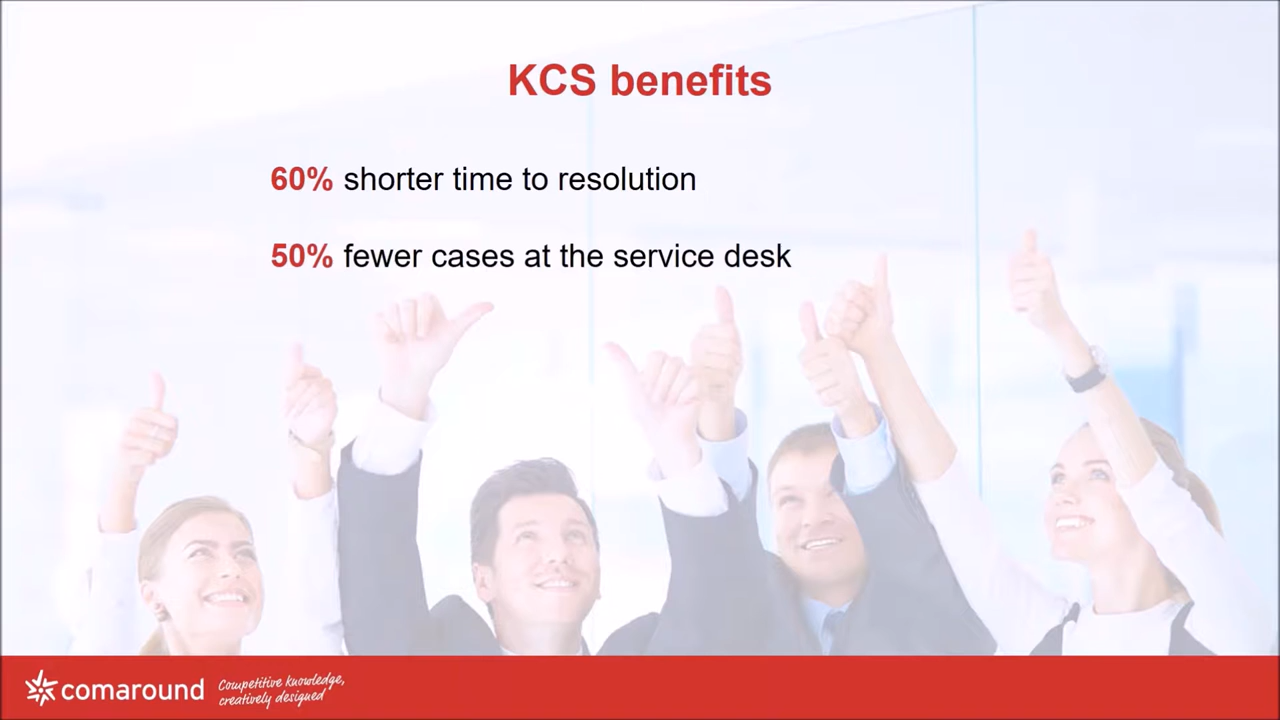 KCS benefits
60% shorter time to resolution
50% fewer cases at the service desk
comaround
Competitive knowledge,
creatively designed